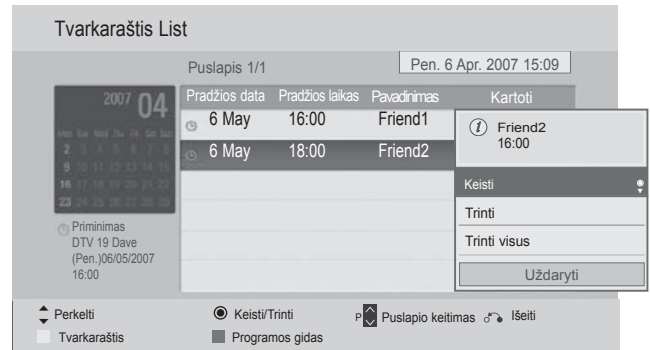 Tvarkaraštis List
Puslapis 1/1
Pen. 6 Apr. 2007 15:09
2007 04
Pradžios data Pradžios laikas Pavadinimas Kartoti
6 May 16:00 Friend1
6 May 18:00 Friend2
Friend2
16:00
Keisti
Trinti
Trinti visus
Uždaryti
Priminimas
DTV 19 Dave
(Pen.)06/05/2007
16:00
Perkelti
Keisti/Trinti
P Puslapio keitimas
Išeiti
Tvarkaraštis
Programos gidas